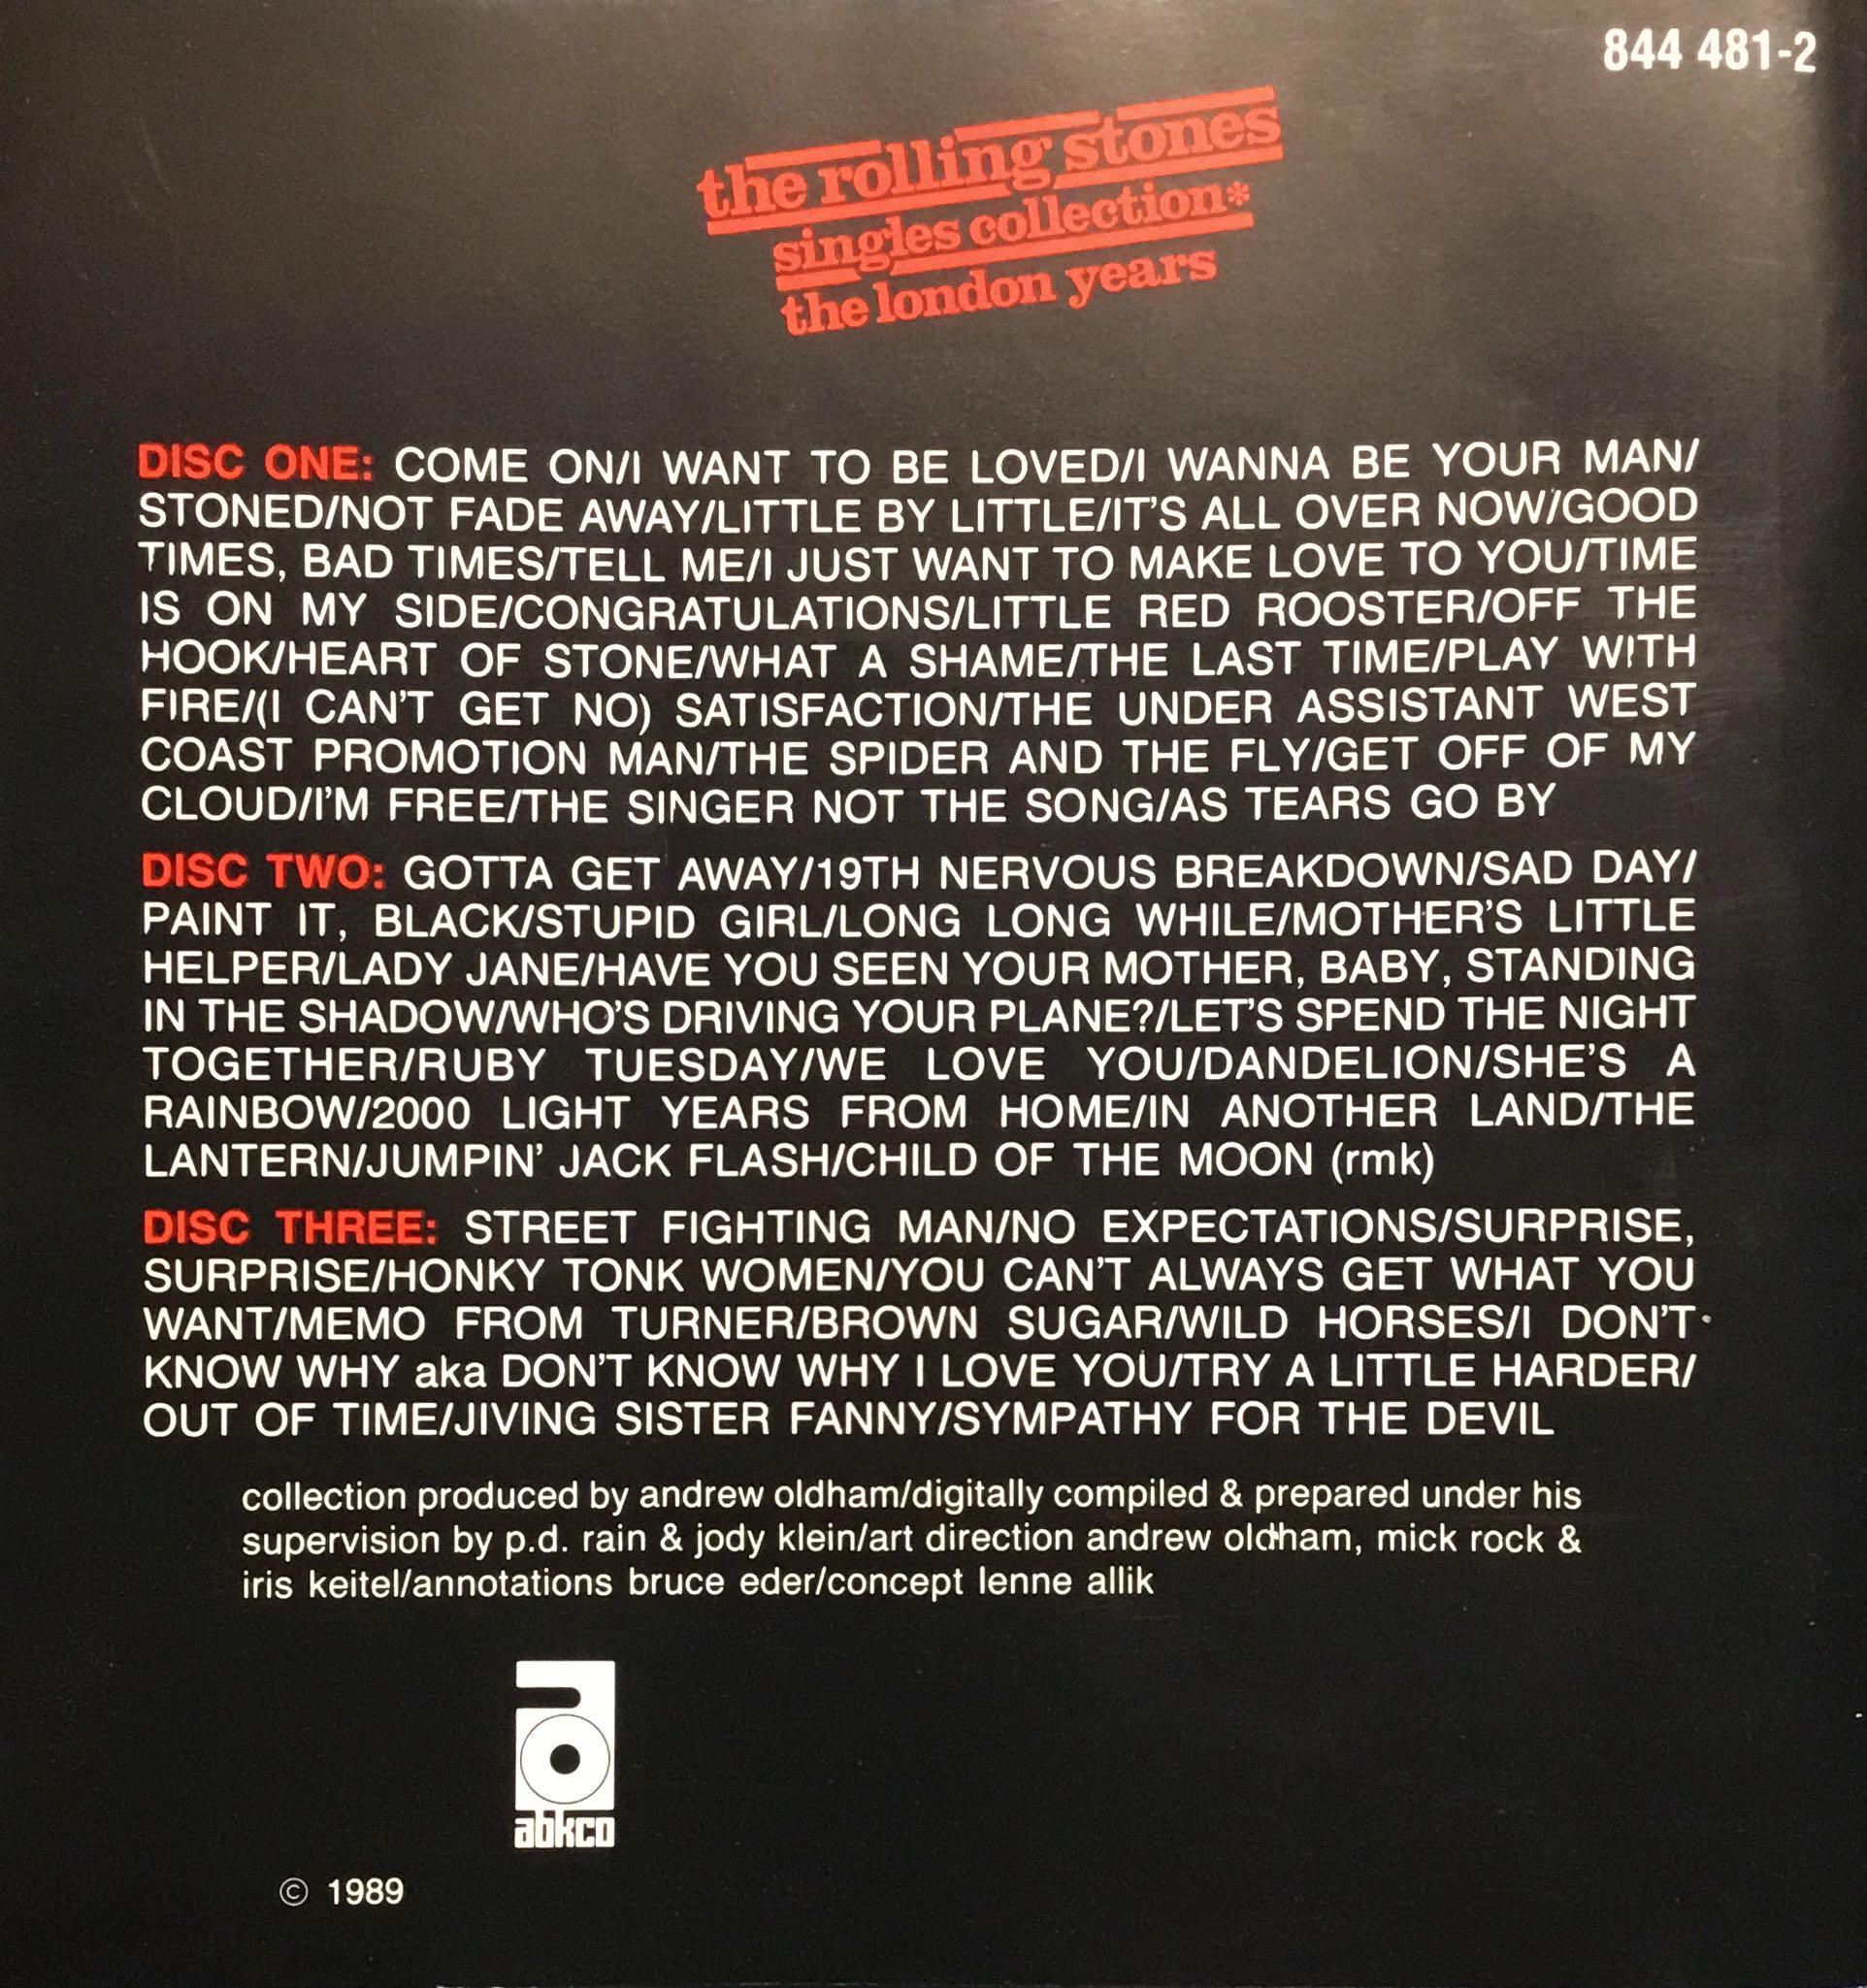 844 481-2
the rolling stones
singles collection*
the london years
DISC ONE: COME ON/I WANT TO BE LOVED/I WANNA BE YOUR MAN/
STONED/NOT FADE AWAY/LITTLE BY LITTLE/IT'S ALL OVER NOW/GOOD
TIMES, BAD TIMES/TELL ME/I JUST WANT TO MAKE LOVE TO YOU/TIME
IS ON MY SIDE/CONGRATULATIONS/LITTLE RED ROOSTER/OFF THE
HOOK/HEART OF STONE/WHAT A SHAME/THE LAST TIME/PLAY WITH
FIRE/(I CAN'T GET NO) SATISFACTION/THE UNDER ASSISTANT WEST
COAST PROMOTION MAN/THE SPIDER AND THE FLY/GET OFF OF MY
CLOUD/I'M FREE/THE SINGER NOT THE SONG/AS TEARS GO BY
DISC TWO: GOTTA GET AWAY/19TH NERVOUS BREAKDOWN/SAD DAY/
PAINT IT, BLACK/STUPID GIRL/LONG LONG WHILE/MOTHER'S LITTLE
HELPER/LADY JANE/HAVE YOU SEEN YOUR MOTHER, BABY, STANDING
IN THE SHADOW/WHO'S DRIVING YOUR PLANE?/LET'S SPEND THE NIGHT
TOGETHER/RUBY TUESDAY/WE LOVE YOU/DANDELION/SHE'S A
RAINBOW/2000 LIGHT YEARS FROM HOME/IN ANOTHER LAND/THE
LANTERN/JUMPIN' JACK FLASH/CHILD OF THE MOON (rmk)
DISC THREE: STREET FIGHTING MAN/NO EXPECTATIONS/SURPRISE,
SURPRISE/HONKY TONK WOMEN/YOU CAN'T ALWAYS GET WHAT YOU
WANT/MEMO FROM TURNER/BROWN SUGAR/WILD HORSES/I DON'T
KNOW WHY aka DON'T KNOW WHY I LOVE YOU/TRY A LITTLE HARDER/
OUT OF TIME/JIVING SISTER FANNY/SYMPATHY FOR THE DEVIL
collection produced by andrew oldham/digitally compiled & prepared under his
supervision by p.d. rain & jody klein/art direction andrew oldham, mick rock &
iris keitel/annotations bruce eder/concept lenne allik
abkco
© 1989